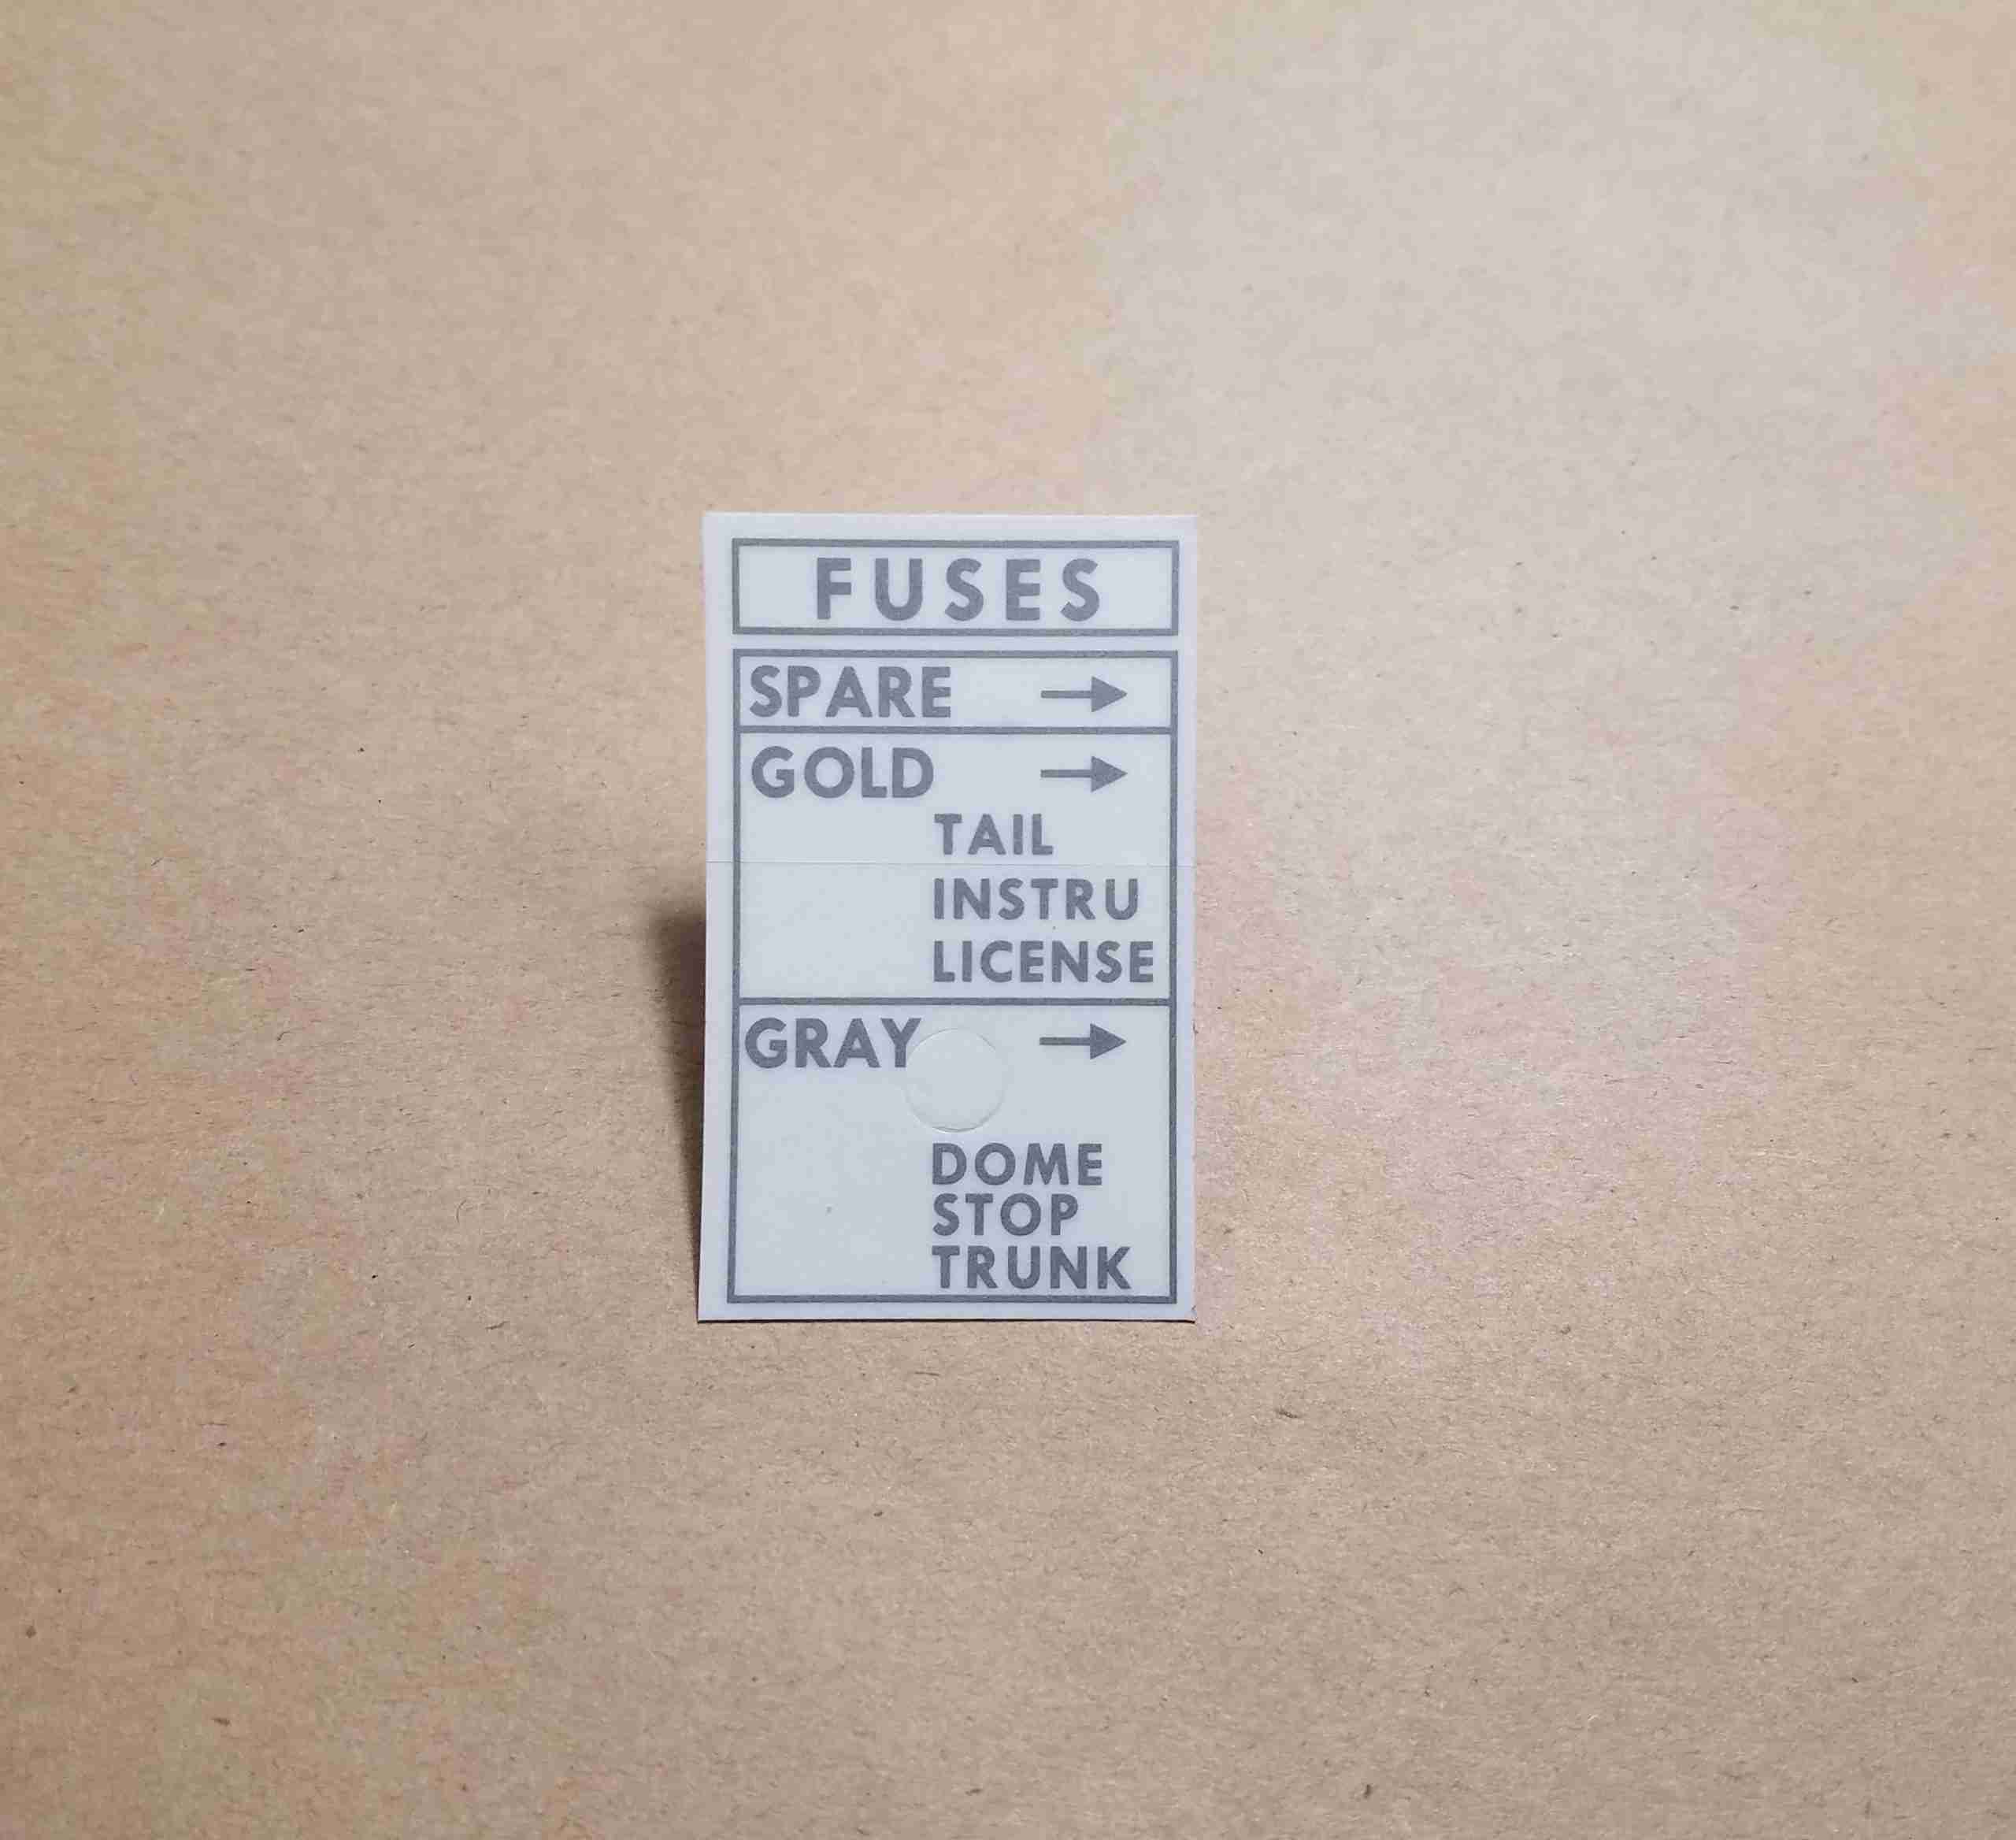 FUSES
SPARE →
GOLD →
TAIL
INSTRU
LICENSE
GRAY →
DOME
STOP
TRUNK